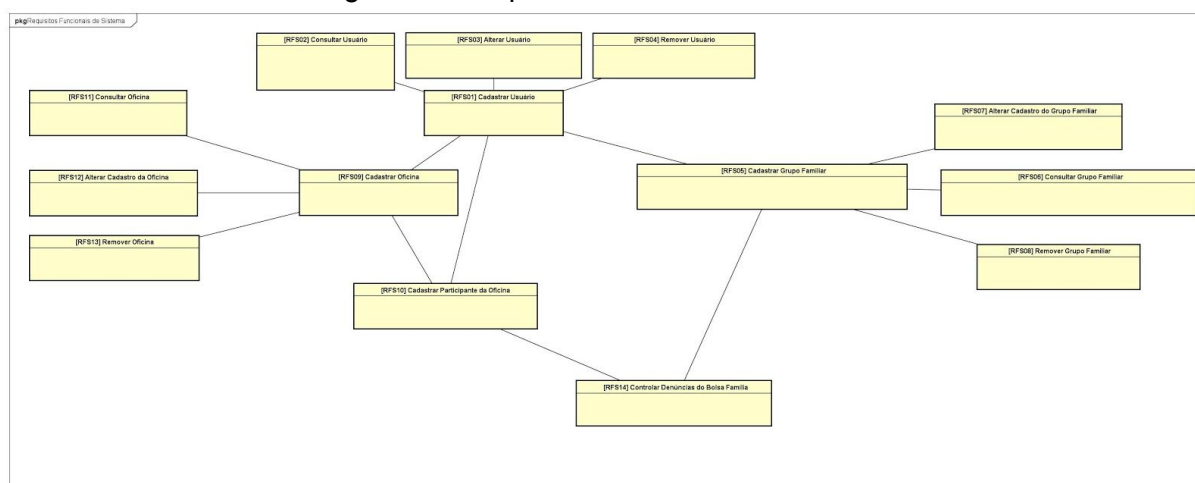 pkg Requisitos Funcionais de Sistema
[RFS02] Consultar Usuário
[RFS03] Alterar Usuário
[RFS04] Remover Usuário
[RFS11] Consultar Oficina
[RFS01] Cadastrar Usuário
[RFS07] Alterar Cadastro do Grupo Familiar
[RFS12] Alterar Cadastro da Oficina
[RFS09] Cadastrar Oficina
[RFS05] Cadastrar Grupo Familiar
[RFS06] Consultar Grupo Familiar
[RFS13] Remover Oficina
[RFS08] Remover Grupo Familiar
[RFS10] Cadastrar Participante da Oficina
[RFS14] Controlar Denúncias do Bolsa Família